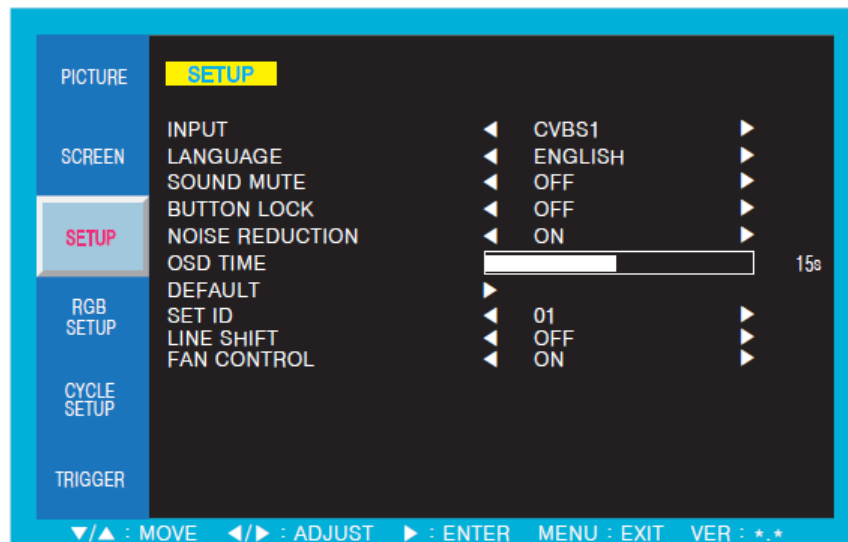 PICTURE
SCREEN
SETUP
RGB
SETUP
CYCLE
SETUP
TRIGGER
SETUP
INPUT ◀ CVBS1 ▶
LANGUAGE ◀ ENGLISH ▶
SOUND MUTE ◀ OFF ▶
BUTTON LOCK ◀ OFF ▶
NOISE REDUCTION ◀ ON ▶
OSD TIME 15s
DEFAULT ▶
SET ID ◀ 01 ▶
LINE SHIFT ◀ OFF ▶
FAN CONTROL ◀ ON ▶
▼/▲ : MOVE ◀/▶ : ADJUST ▶ : ENTER MENU : EXIT VER : *.*